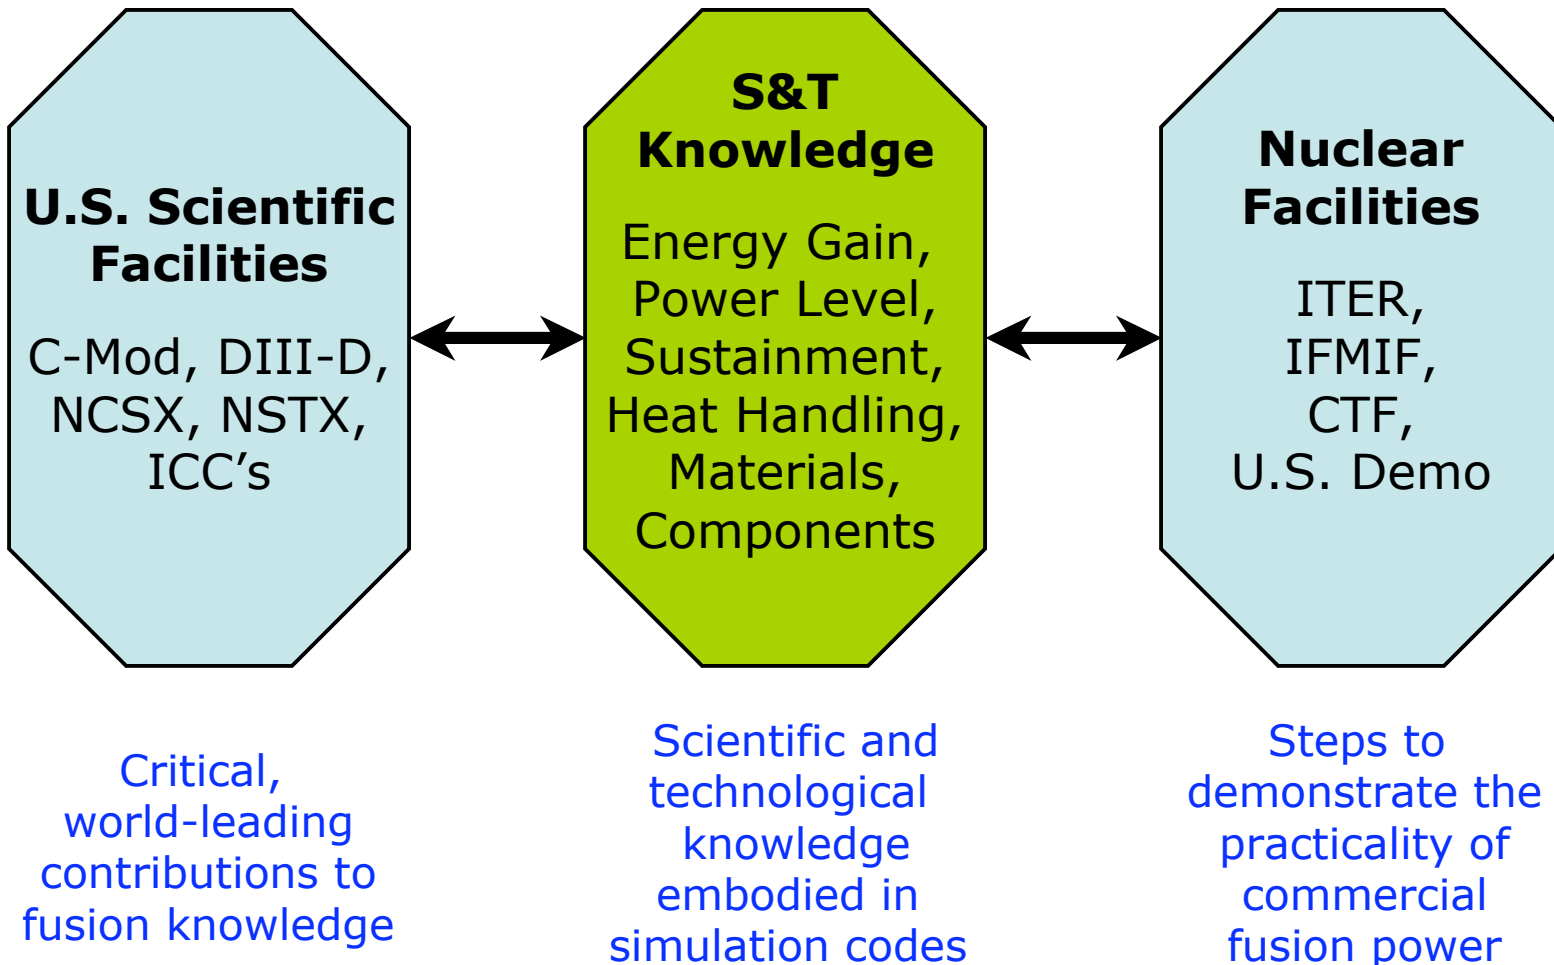 U.S. Scientific
Facilities
C-Mod, DIII-D,
NCSX, NSTX,
ICC’s
S&T
Knowledge
Energy Gain,
Power Level,
Sustainment,
Heat Handling,
Materials,
Components
Nuclear
Facilities
ITER,
IFMIF,
CTF,
U.S. Demo
Critical,
world-leading
contributions to
fusion knowledge
Scientific and
technological
knowledge
embodied in
simulation codes
Steps to
demonstrate the
practicality of
commercial
fusion power